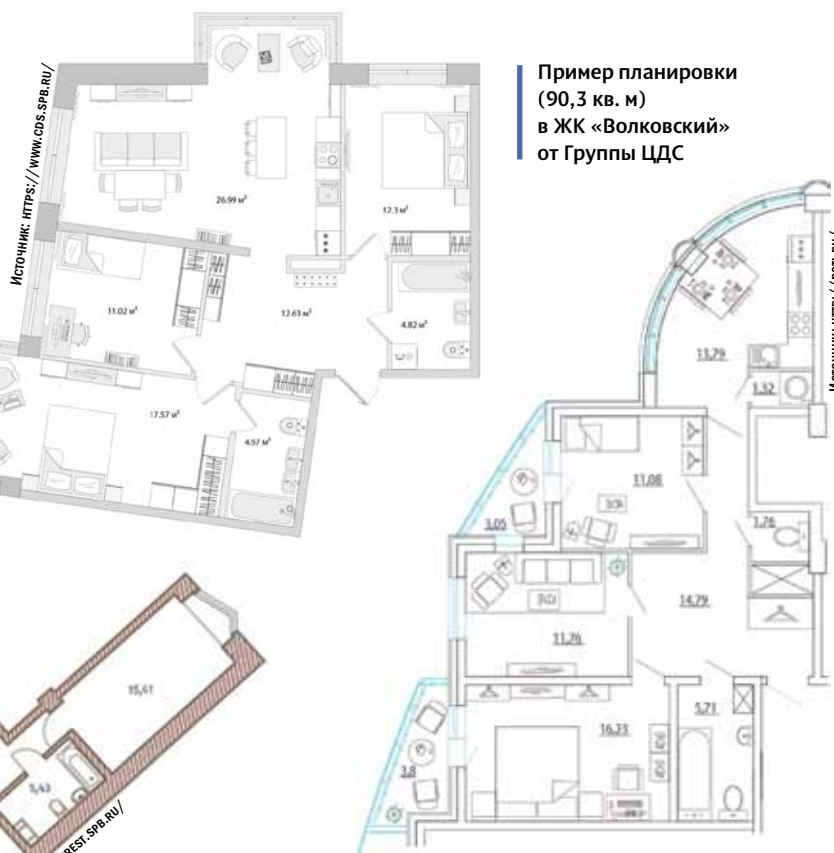 Пример планировки
(90,3 кв. м)
в ЖК «Волковский»
от Группы ЦДС
Источник: HTTPS://WWW.CDS.SPB.RU/
26.99 м²
12.3 м²
11.02 м²
12.63 м²
4.82 м²
17.57 м²
4.97 м²
13,79
1,32
11,08
3,05
1,76
14,79
11,76
16,23
5,71
3,8
15,41
5,43
EST.SPB.RU/